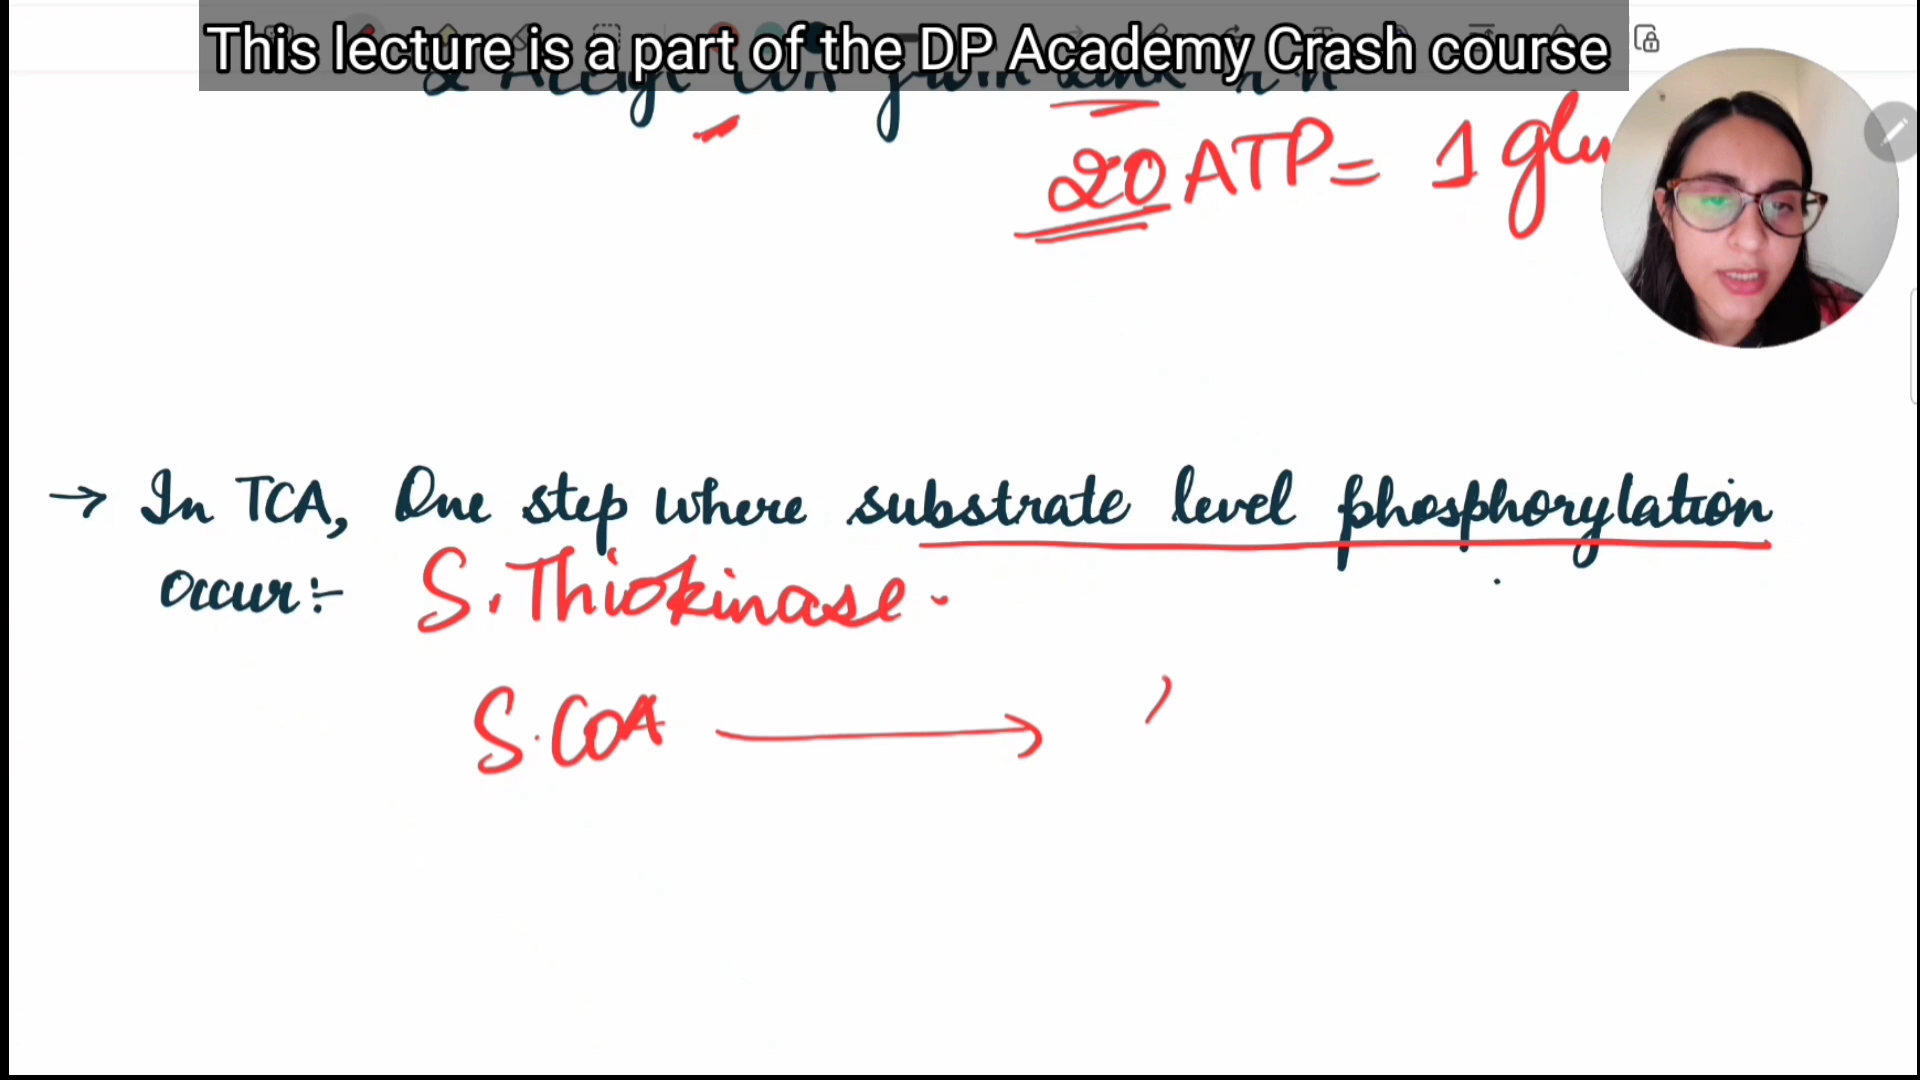 This lecture is a part of the DP Academy Crash course
20 ATP = 1 glu
→ In TCA, One step where substrate level phosphorylation
occur:-
S. Thiokinase.
S. CoA →